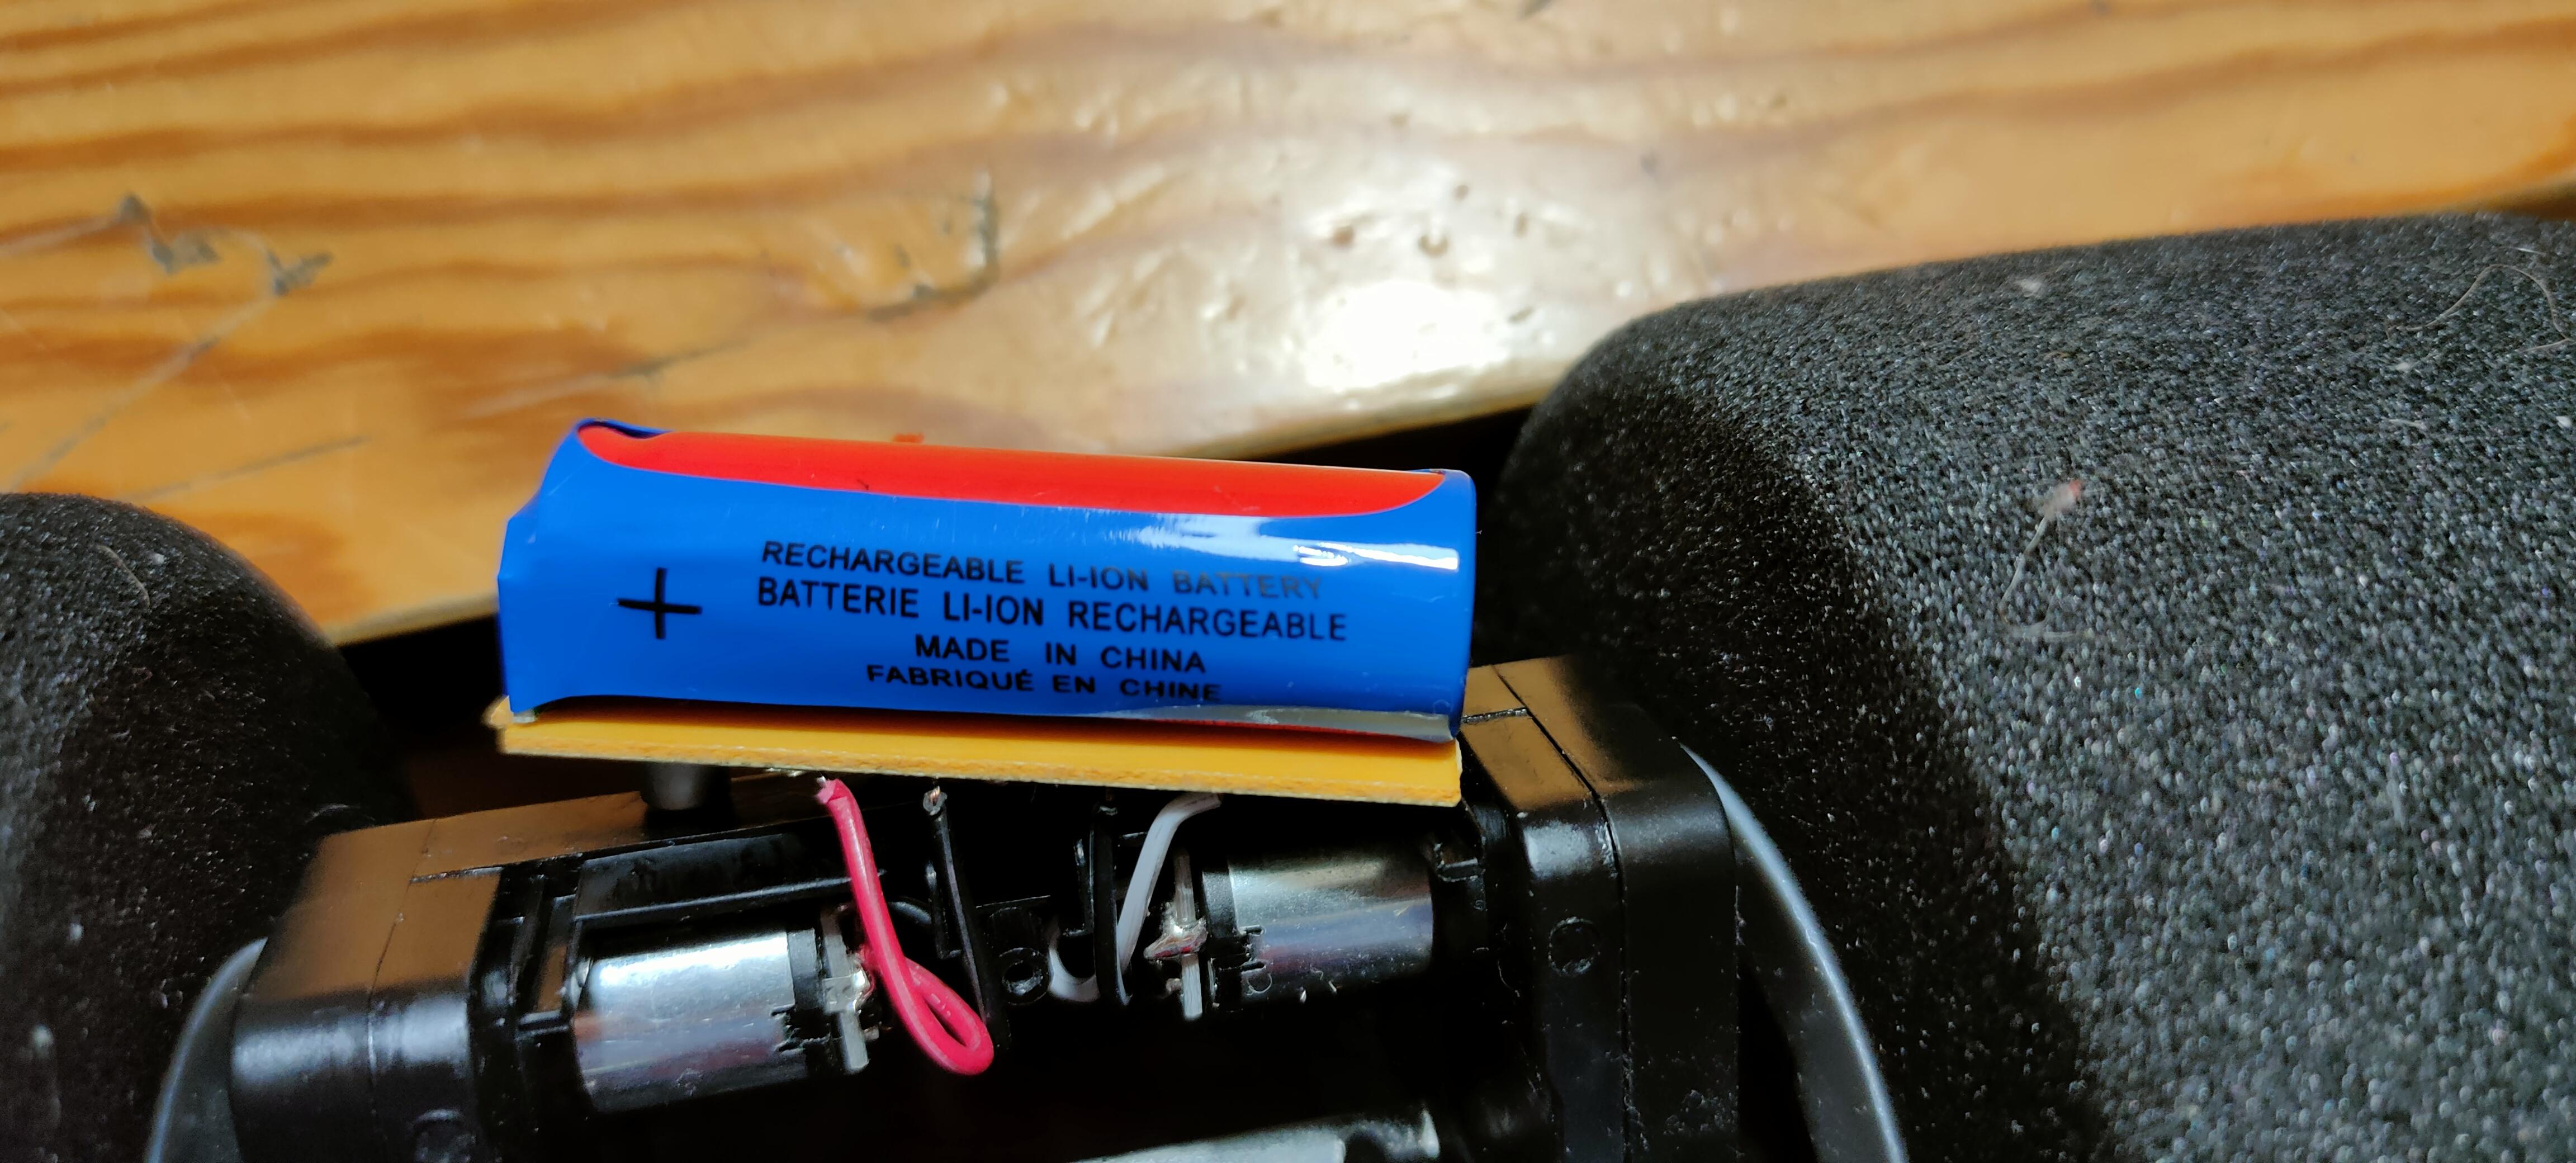 +
RECHARGEABLE LI-ION BATTERY
BATTERIE LI-ION RECHARGEABLE
MADE IN CHINA
FABRIQUÉ EN CHINE